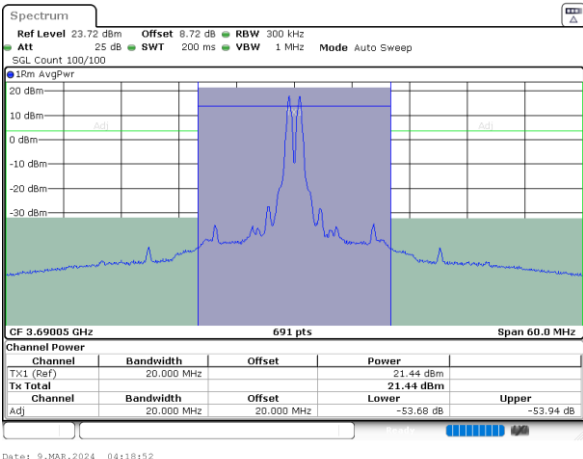 Spectrum
Ref Level 23.72 dBm Offset 8.72 dB RBW 300 kHz
Att 25 dB SWT 200 ms VBW 1 MHz Mode Auto Sweep
SGL Count 100/100
1Rm AvgPwr
20 dBm
10 dBm
Adj Adj
0 dBm
-10 dBm
-20 dBm
-30 dBm
CF 3.69005 GHz 691 pts Span 60.0 MHz
Channel Power
Channel Bandwidth Offset Power
TX1 (Ref) 20.000 MHz 21.44 dBm
Tx Total 21.44 dBm
Channel Bandwidth Offset Lower Upper
Adj 20.000 MHz 20.000 MHz -53.68 dB -53.94 dB
Date: 9.MAR.2024 04:18:52